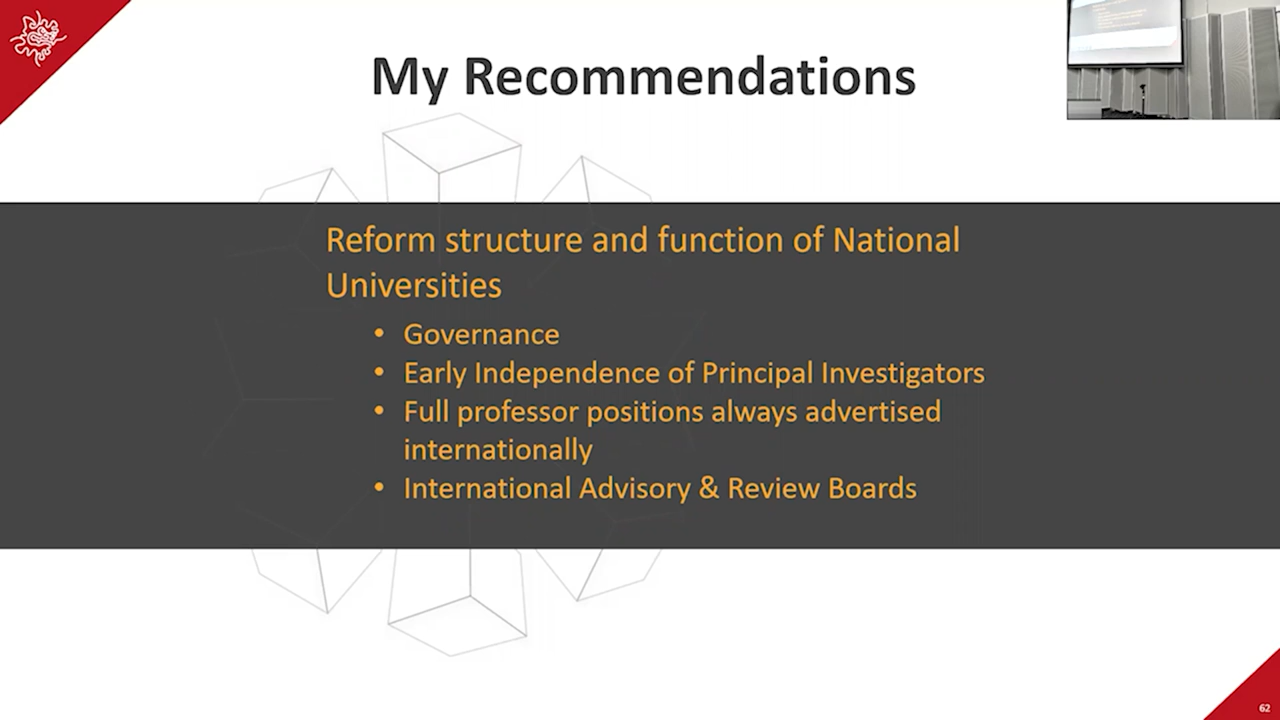 My Recommendations
Reform structure and function of National
Universities
• Governance
• Early Independence of Principal Investigators
• Full professor positions always advertised
internationally
• International Advisory & Review Boards
62